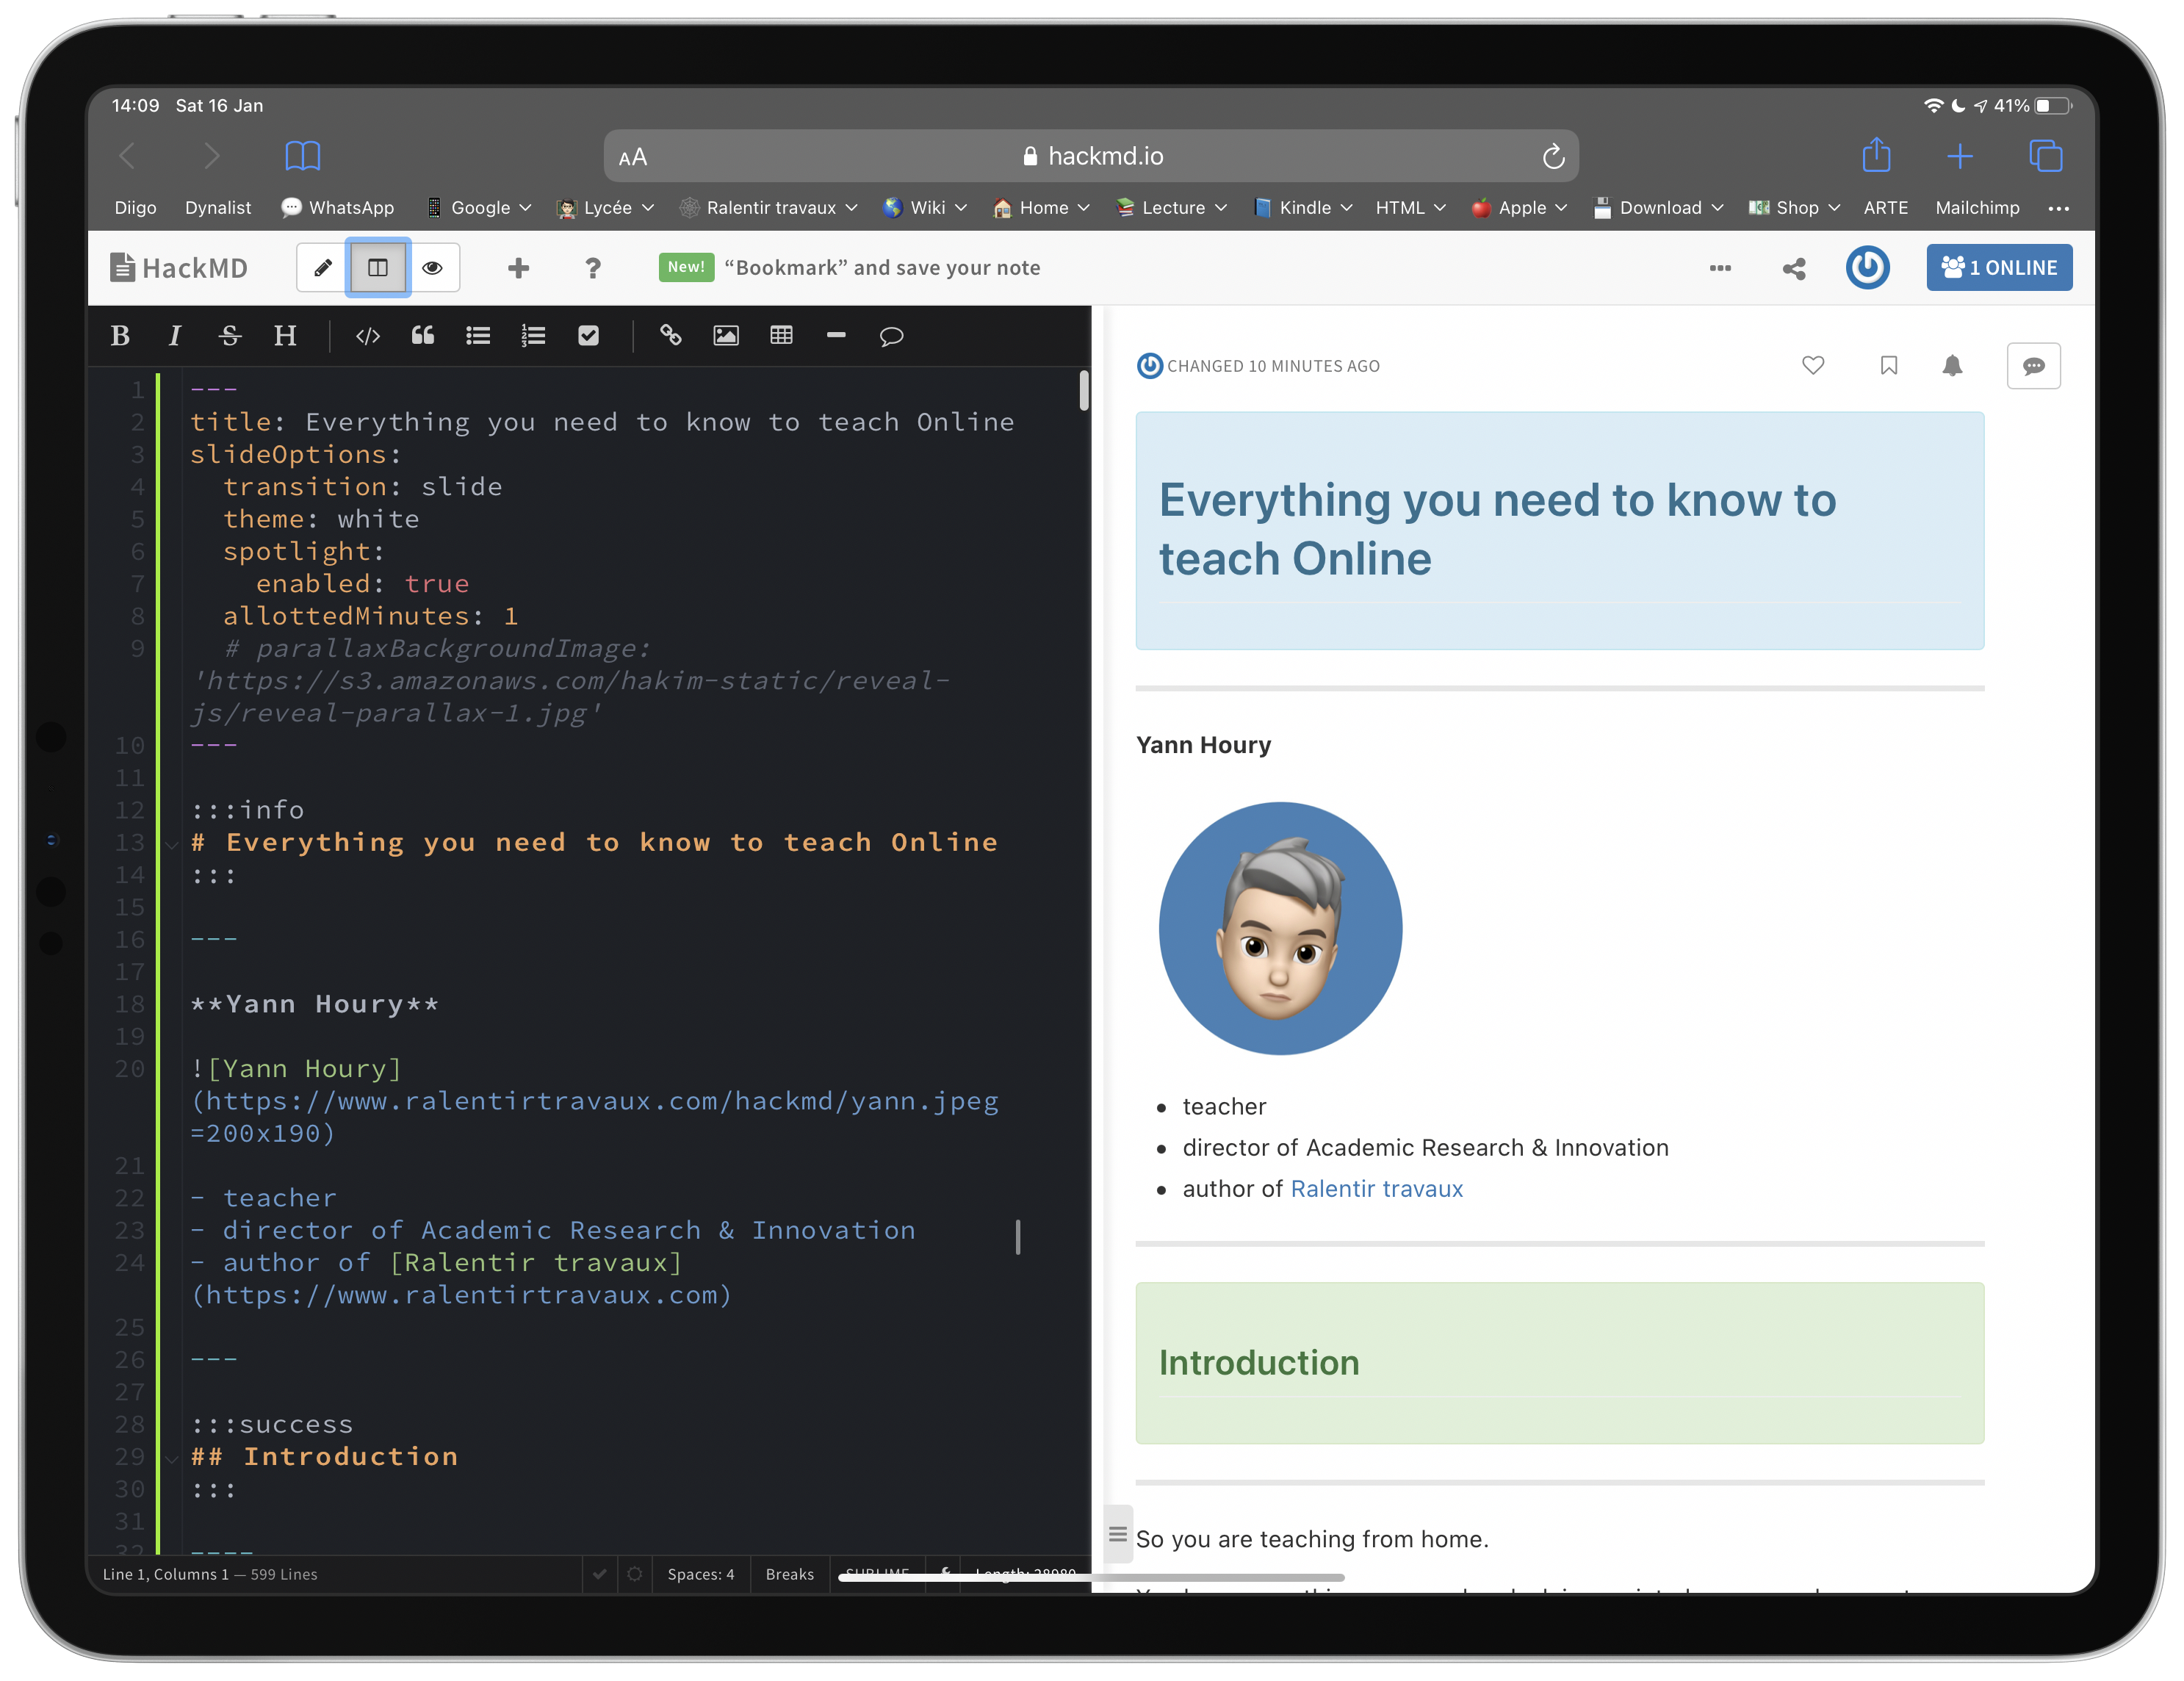 14:09 Sat 16 Jan
41%
AA hackmd.io
Diigo Dynalist WhatsApp Google Lycée Ralentir travaux Wiki Home Lecture Kindle HTML Apple Download Shop ARTE Mailchimp
HackMD
New! “Bookmark” and save your note
1 ONLINE
B I S H
1 ---
2 title: Everything you need to know to teach Online
3 slideOptions:
4 transition: slide
5 theme: white
6 spotlight:
7 enabled: true
8 allottedMinutes: 1
9 # parallaxBackgroundImage:
'https://s3.amazonaws.com/hakim-static/reveal-
js/reveal-parallax-1.jpg'
10 ---
11
12 :::info
13 # Everything you need to know to teach Online
14 :::
15
16 ---
17
18 **Yann Houry**
19
20 ![Yann Houry]
(https://www.ralentirtravaux.com/hackmd/yann.jpeg
=200x190)
21
22 - teacher
23 - director of Academic Research & Innovation
24 - author of [Ralentir travaux]
(https://www.ralentirtravaux.com)
25
26 ---
27
28 :::success
29 ## Introduction
30 :::
31
32 ----
Line 1, Columns 1 — 599 Lines
Spaces: 4 Breaks SUBLIME Length: 28980
CHANGED 10 MINUTES AGO
Everything you need to know to
teach Online
Yann Houry
• teacher
• director of Academic Research & Innovation
• author of Ralentir travaux
Introduction
So you are teaching from home.